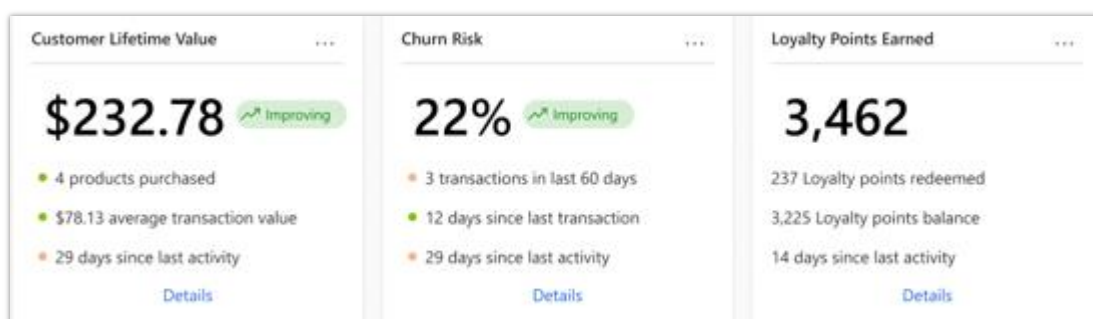 Customer Lifetime Value ...
$232.78 Improving
4 products purchased
$78.13 average transaction value
29 days since last activity
Details
Churn Risk ...
22% Improving
3 transactions in last 60 days
12 days since last transaction
29 days since last activity
Details
Loyalty Points Earned ...
3,462
237 Loyalty points redeemed
3,225 Loyalty points balance
14 days since last activity
Details